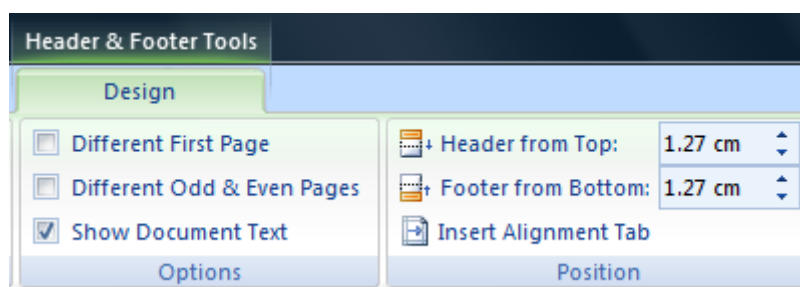 Header & Footer Tools
Design
Different First Page
Different Odd & Even Pages
Show Document Text
Options
Header from Top: 1.27 cm
Footer from Bottom: 1.27 cm
Insert Alignment Tab
Position